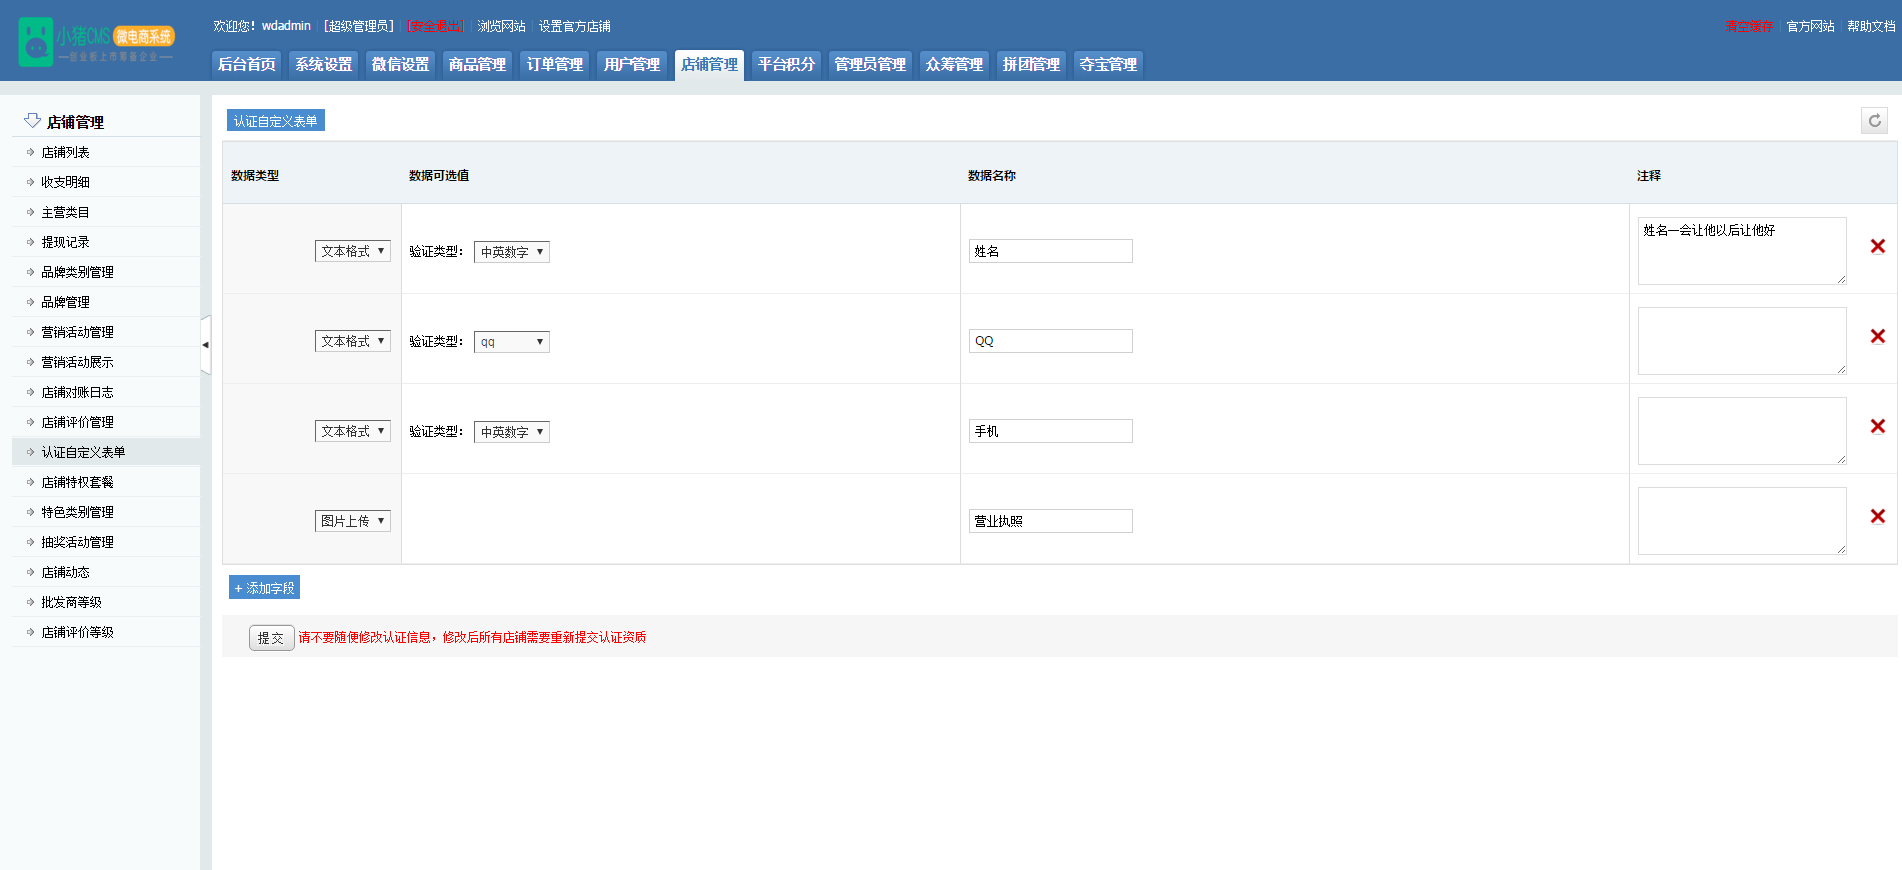 欢迎您！wdadmin | [超级管理员] | [安全退出] | 浏览网站 | 设置官方店铺
清空缓存 | 官方网站 | 帮助文档
小猪CMS 微电商系统
—创业板上市筹备企业—
后台首页 系统设置 微信设置 商品管理 订单管理 用户管理 店铺管理 平台积分 管理员管理 众筹管理 拼团管理 夺宝管理
店铺管理
店铺列表
收支明细
主营类目
提现记录
品牌类别管理
品牌管理
营销活动管理
营销活动展示
店铺对账日志
店铺评价管理
认证自定义表单
店铺特权套餐
特色类别管理
抽奖活动管理
店铺动态
批发商等级
店铺评价等级
认证自定义表单
数据类型 数据可选值 数据名称 注释
文本格式 验证类型： 中英数字 姓名 姓名一会让他以后让他好
文本格式 验证类型： qq QQ
文本格式 验证类型： 中英数字 手机
图片上传 营业执照
+ 添加字段
提交 请不要随便修改认证信息，修改后所有店铺需要重新提交认证资质